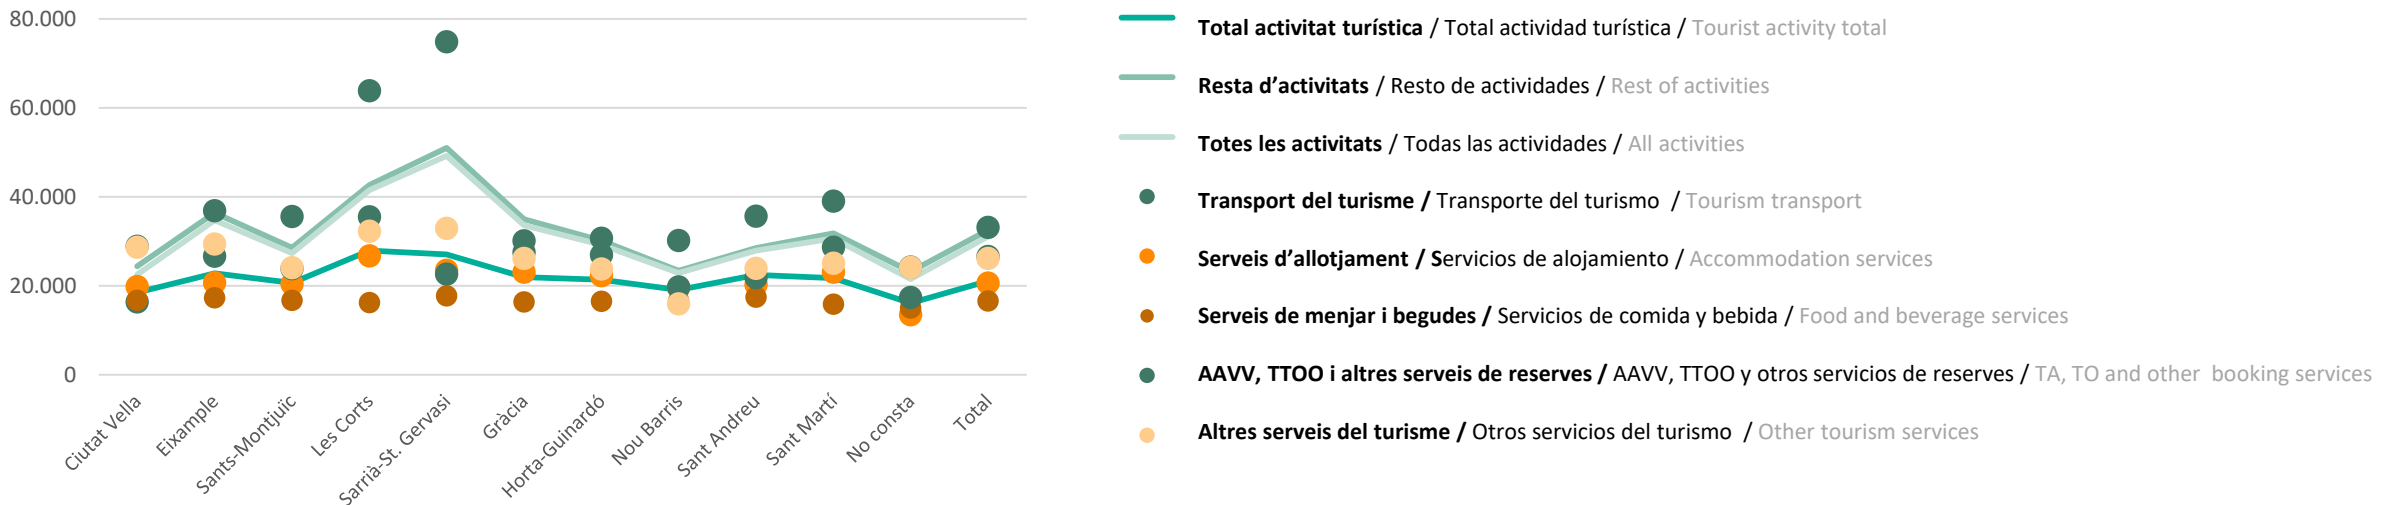 80.000
60.000
40.000
20.000
0
Ciutat Vella
Eixample
Sants-Montjuïc
Les Corts
Sarrià-St. Gervasi
Gràcia
Horta-Guinardó
Nou Barris
Sant Andreu
Sant Martí
No consta
Total
Total activitat turística / Total actividad turística / Tourist activity total
Resta d’activitats / Resto de actividades / Rest of activities
Totes les activitats / Todas las actividades / All activities
Transport del turisme / Transporte del turismo / Tourism transport
Serveis d’allotjament / Servicios de alojamiento / Accommodation services
Serveis de menjar i begudes / Servicios de comida y bebida / Food and beverage services
AAVV, TTOO i altres serveis de reserves / AAVV, TTOO y otros servicios de reserves / TA, TO and other booking services
Altres serveis del turisme / Otros servicios del turismo / Other tourism services